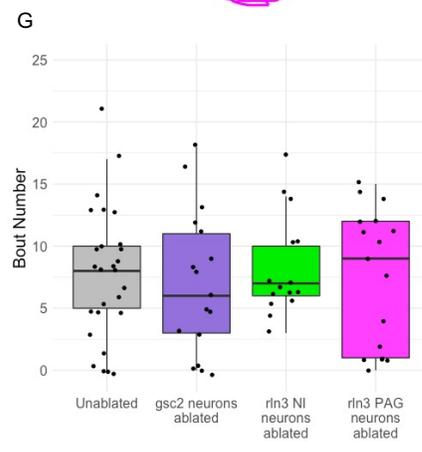 G
25
20
15
10
5
0
Bout Number
Unablated
gsc2 neurons
ablated
rln3 NI
neurons
ablated
rln3 PAG
neurons
ablated